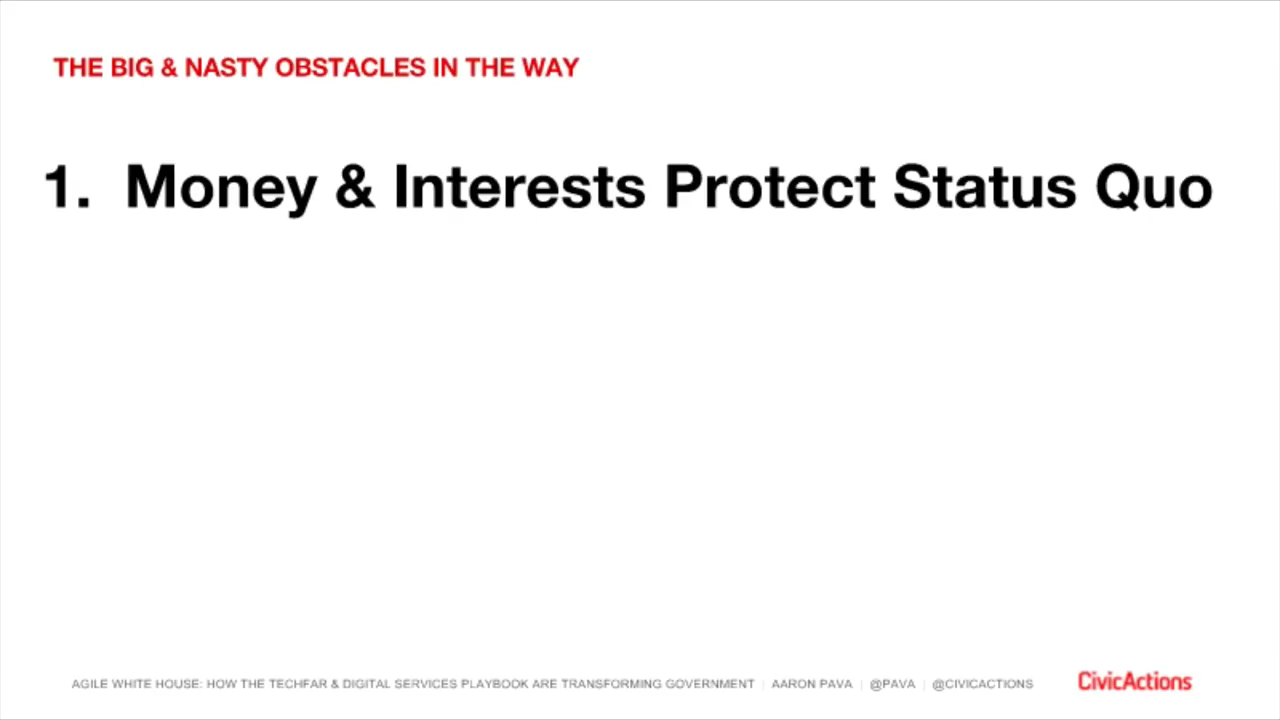 THE BIG & NASTY OBSTACLES IN THE WAY
1. Money & Interests Protect Status Quo
AGILE WHITE HOUSE: HOW THE TECHFAR & DIGITAL SERVICES PLAYBOOK ARE TRANSFORMING GOVERNMENT | AARON PAVA | @PAVA | @CIVICACTIONS CivicActions